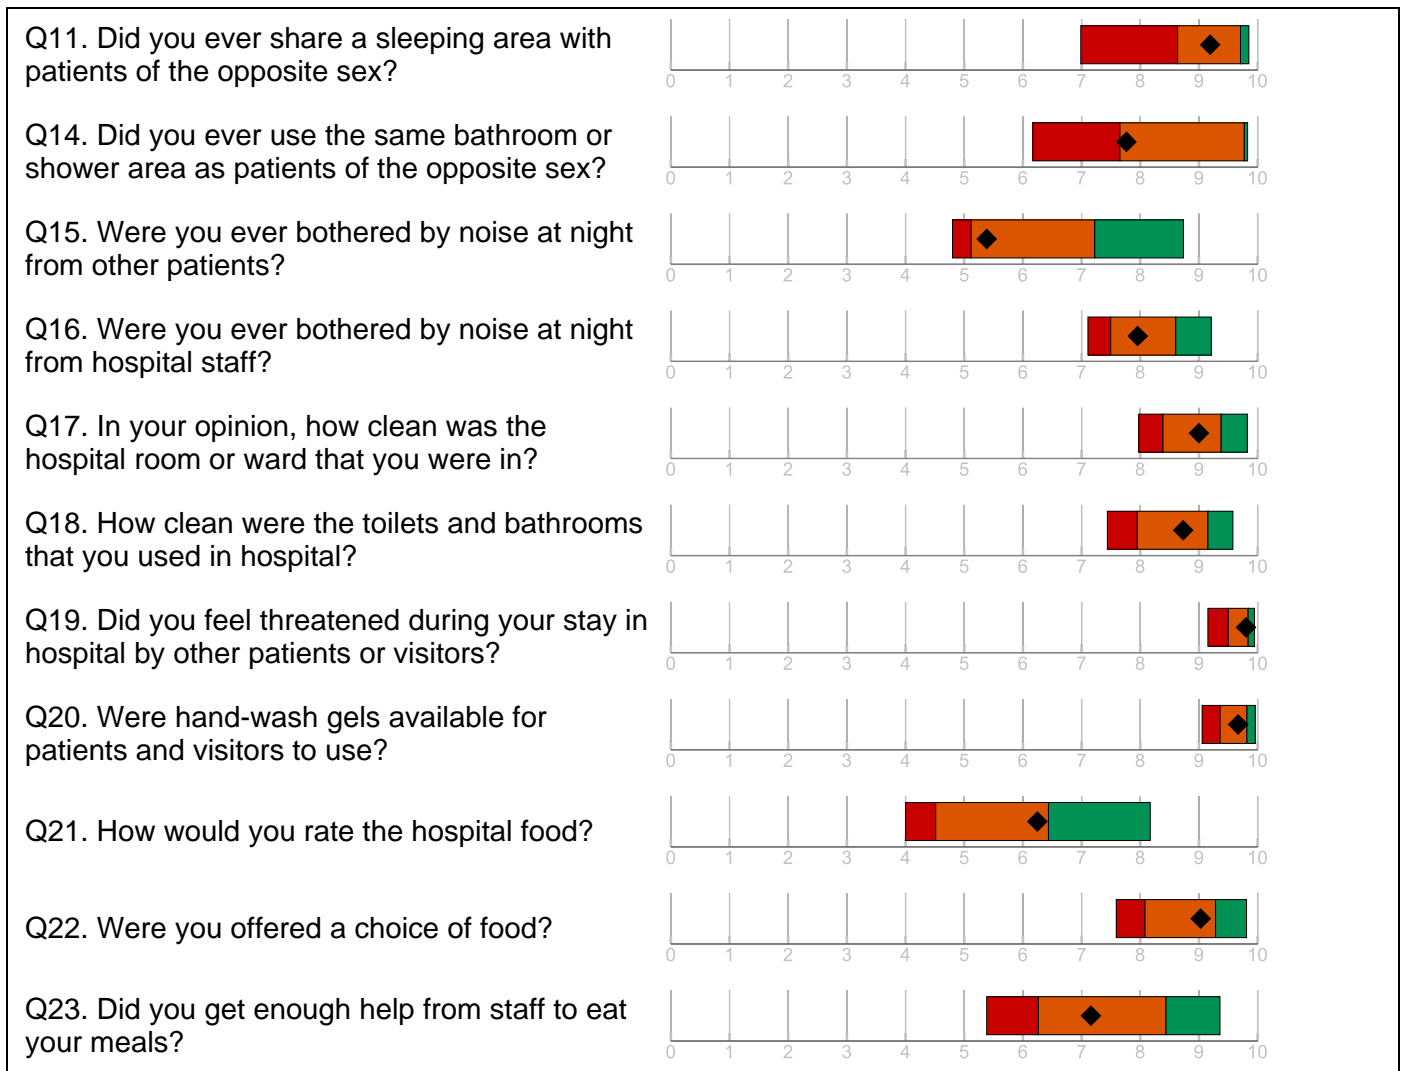 Q11. Did you ever share a sleeping area with
patients of the opposite sex?
0 1 2 3 4 5 6 7 8 9 10
Q14. Did you ever use the same bathroom or
shower area as patients of the opposite sex?
0 1 2 3 4 5 6 7 8 9 10
Q15. Were you ever bothered by noise at night
from other patients?
0 1 2 3 4 5 6 7 8 9 10
Q16. Were you ever bothered by noise at night
from hospital staff?
0 1 2 3 4 5 6 7 8 9 10
Q17. In your opinion, how clean was the
hospital room or ward that you were in?
0 1 2 3 4 5 6 7 8 9 10
Q18. How clean were the toilets and bathrooms
that you used in hospital?
0 1 2 3 4 5 6 7 8 9 10
Q19. Did you feel threatened during your stay in
hospital by other patients or visitors?
0 1 2 3 4 5 6 7 8 9 10
Q20. Were hand-wash gels available for
patients and visitors to use?
0 1 2 3 4 5 6 7 8 9 10
Q21. How would you rate the hospital food?
0 1 2 3 4 5 6 7 8 9 10
Q22. Were you offered a choice of food?
0 1 2 3 4 5 6 7 8 9 10
Q23. Did you get enough help from staff to eat
your meals?
0 1 2 3 4 5 6 7 8 9 10